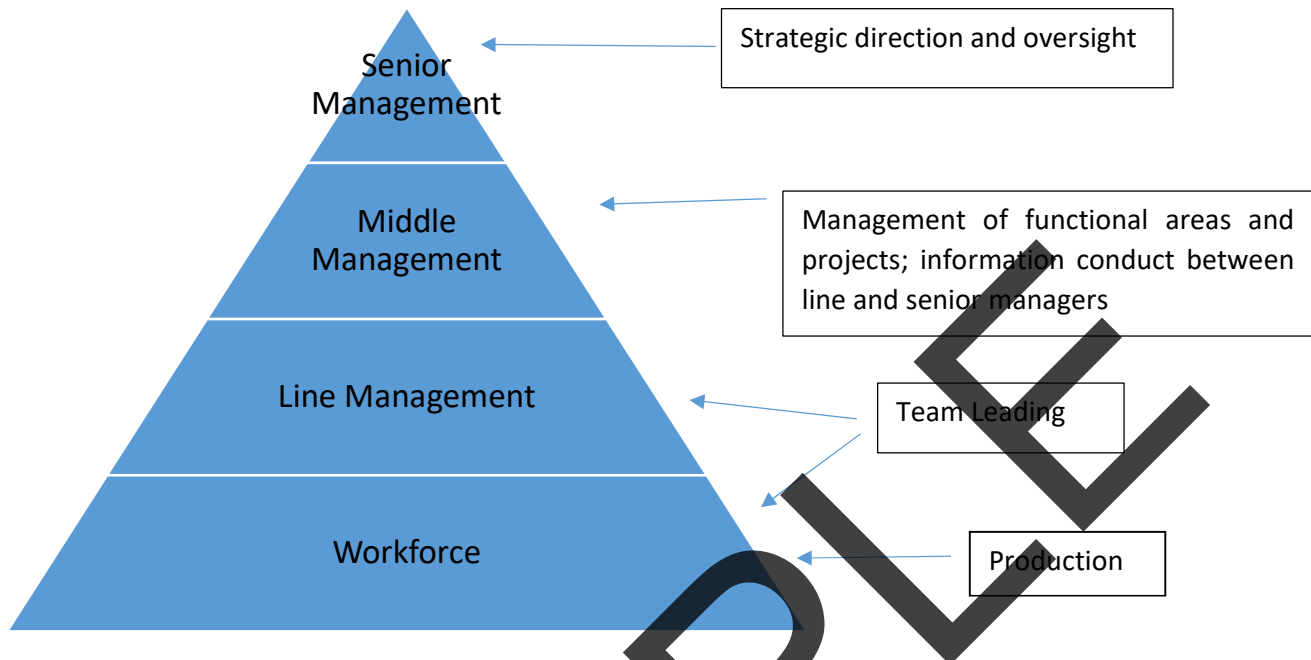 Senior
Management
Strategic direction and oversight
Middle
Management
Management of functional areas and
projects; information conduct between
line and senior managers
Line Management
Team Leading
Workforce
Production
PLE